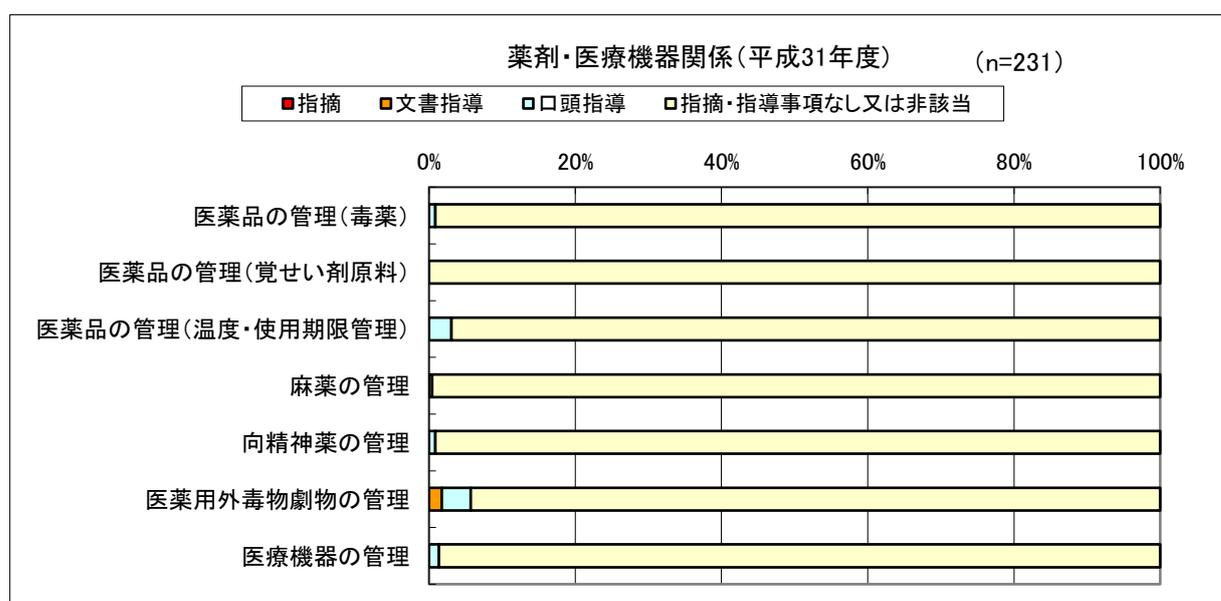 薬剤・医療機器関係(平成31年度) (n=231)
指摘 文書指導 口頭指導 指摘・指導事項なし又は非該当
0% 20% 40% 60% 80% 100%
医薬品の管理(毒薬)
医薬品の管理(覚せい剤原料)
医薬品の管理(温度・使用期限管理)
麻薬の管理
向精神薬の管理
医薬用外毒物劇物の管理
医療機器の管理